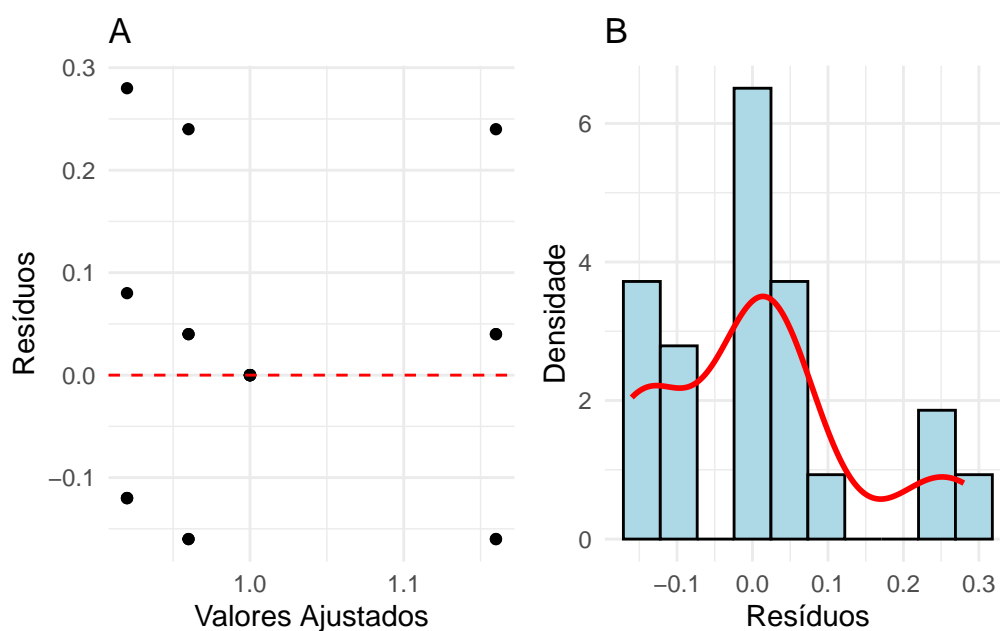 A
0.3
0.2
0.1
0.0
−0.1
Resíduos
1.0 1.1
Valores Ajustados
B
6
4
2
0
Densidade
−0.1 0.0 0.1 0.2 0.3
Resíduos